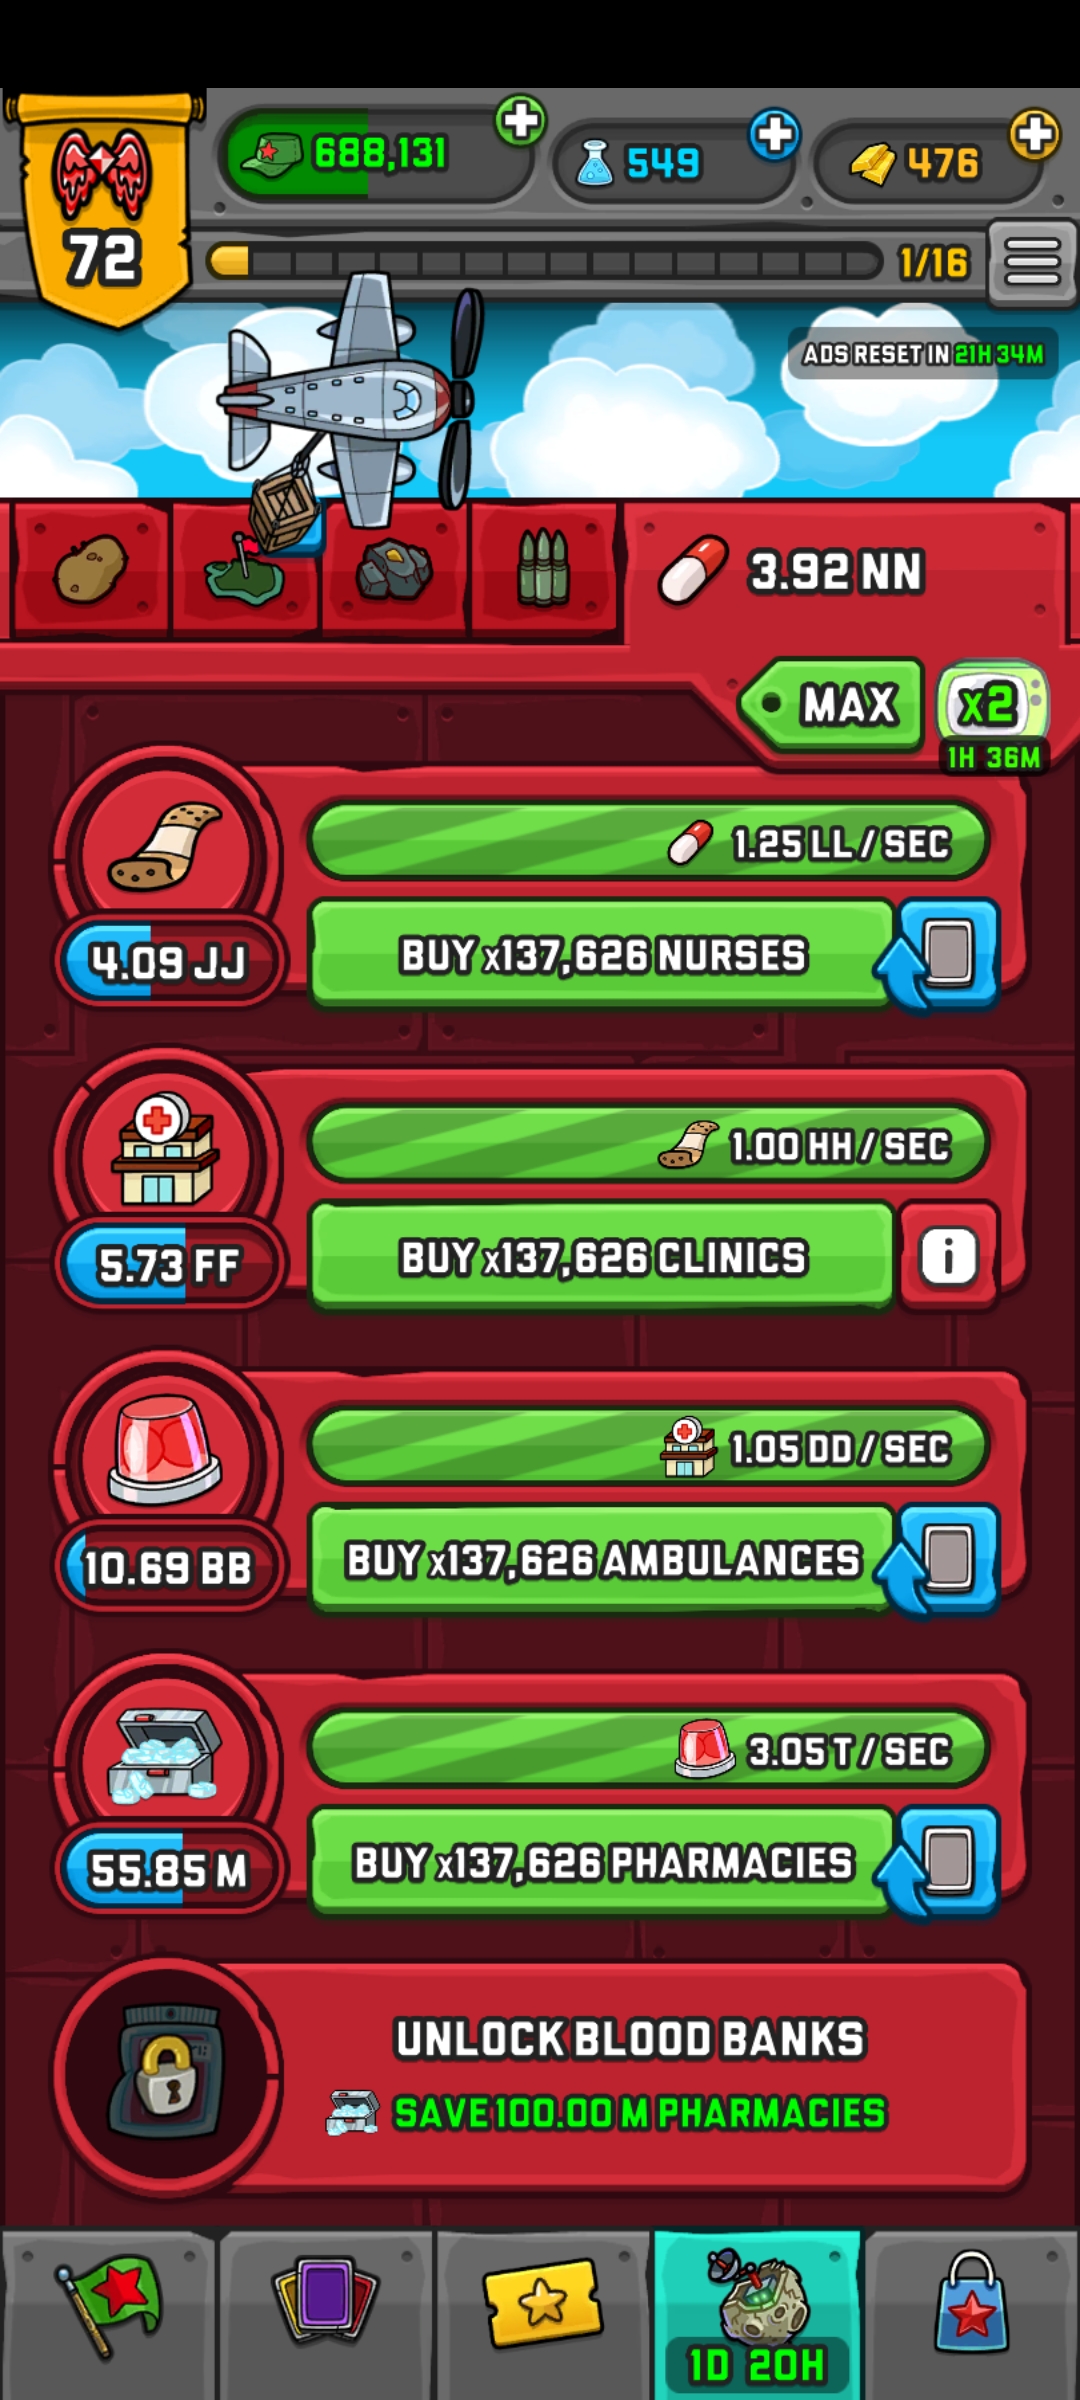 688,131
549
476
72
1/16
ADS RESET IN 21H 34M
3.92 NN
MAX
x2
1H 36M
1.25 LL / SEC
4.09 JJ
BUY x137,626 NURSES
1.00 HH / SEC
5.73 FF
BUY x137,626 CLINICS
i
1.05 DD / SEC
10.69 BB
BUY x137,626 AMBULANCES
3.05 T / SEC
55.85 M
BUY x137,626 PHARMACIES
UNLOCK BLOOD BANKS
SAVE 100.00 M PHARMACIES
1D 20H